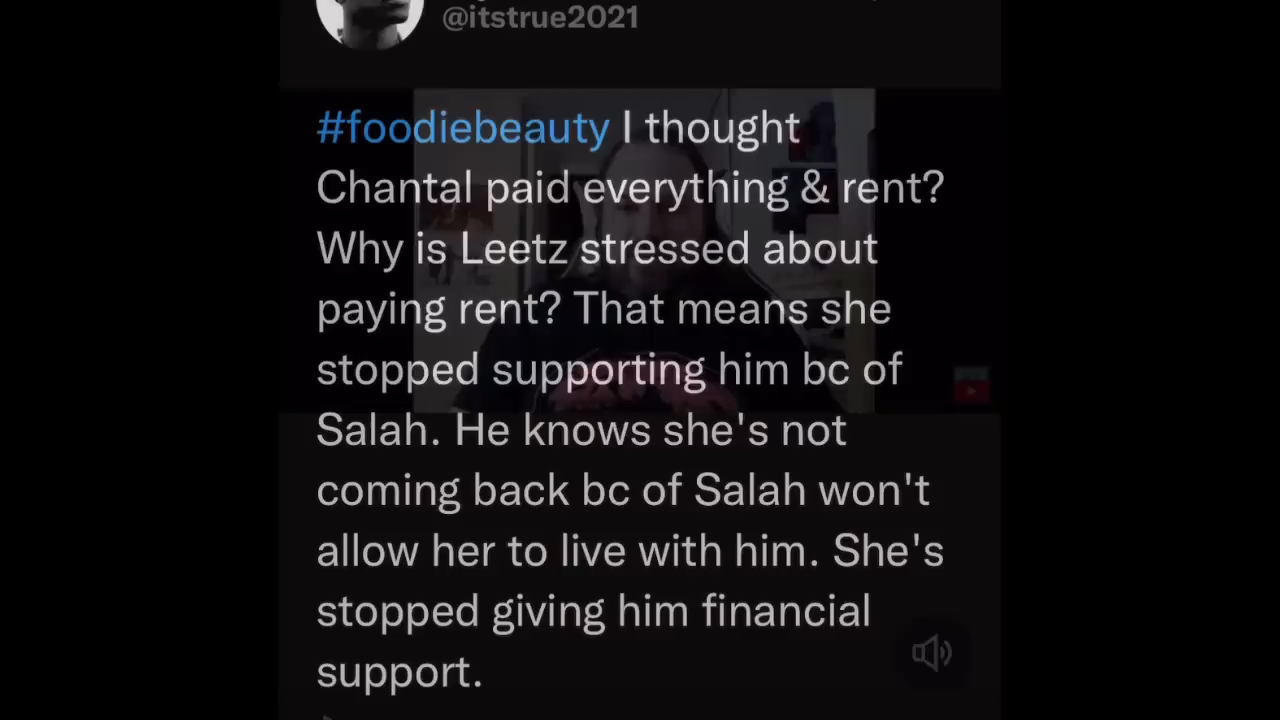 @itstrue2021
#foodiebeauty I thought
Chantal paid everything & rent?
Why is Leetz stressed about
paying rent? That means she
stopped supporting him bc of
Salah. He knows she's not
coming back bc of Salah won't
allow her to live with him. She's
stopped giving him financial
support.